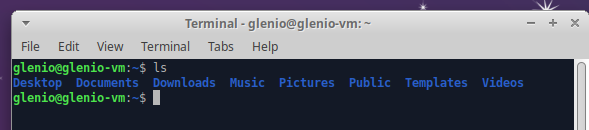 Terminal - glenio@glenio-vm: ~
File Edit View Terminal Tabs Help
glenio@glenio-vm:~$ ls
Desktop  Documents  Downloads  Music  Pictures  Public  Templates  Videos
glenio@glenio-vm:~$